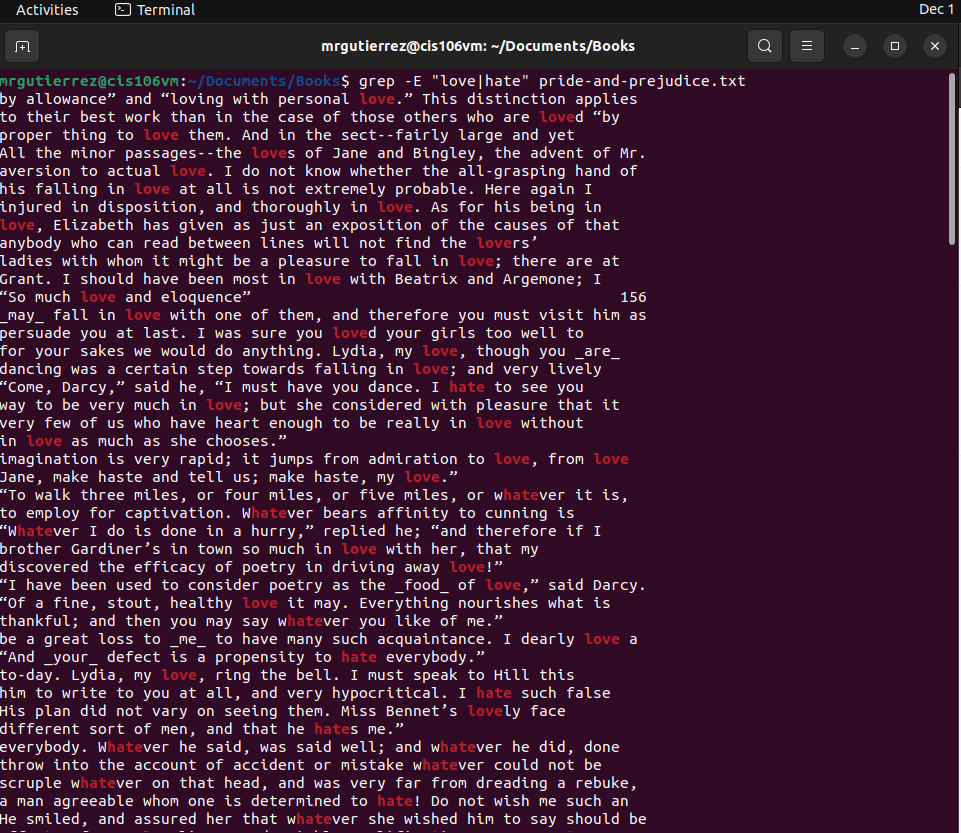 Activities Terminal Dec 1
mrgutierrez@cis106vm: ~/Documents/Books
mrgutierrez@cis106vm:~/Documents/Books$ grep -E "love|hate" pride-and-prejudice.txt
by allowance” and “loving with personal love.” This distinction applies
to their best work than in the case of those others who are loved “by
proper thing to love them. And in the sect--fairly large and yet
All the minor passages--the loves of Jane and Bingley, the advent of Mr.
aversion to actual love. I do not know whether the all-grasping hand of
his falling in love at all is not extremely probable. Here again I
injured in disposition, and thoroughly in love. As for his being in
love, Elizabeth has given as just an exposition of the causes of that
anybody who can read between lines will not find the lovers’
ladies with whom it might be a pleasure to fall in love; there are at
Grant. I should have been most in love with Beatrix and Argemone; I
“So much love and eloquence” 156
_may_ fall in love with one of them, and therefore you must visit him as
persuade you at last. I was sure you loved your girls too well to
for your sakes we would do anything. Lydia, my love, though you _are_
dancing was a certain step towards falling in love; and very lively
“Come, Darcy,” said he, “I must have you dance. I hate to see you
way to be very much in love; but she considered with pleasure that it
very few of us who have heart enough to be really in love without
in love as much as she chooses.”
imagination is very rapid; it jumps from admiration to love, from love
Jane, make haste and tell us; make haste, my love.”
“To walk three miles, or four miles, or five miles, or whatever it is,
to employ for captivation. Whatever bears affinity to cunning is
“Whatever I do is done in a hurry,” replied he; “and therefore if I
brother Gardiner’s in town so much in love with her, that my
discovered the efficacy of poetry in driving away love!”
“I have been used to consider poetry as the _food_ of love,” said Darcy.
“Of a fine, stout, healthy love it may. Everything nourishes what is
thankful; and then you may say whatever you like of me.”
be a great loss to _me_ to have many such acquaintance. I dearly love a
“And _your_ defect is a propensity to hate everybody.”
to-day. Lydia, my love, ring the bell. I must speak to Hill this
him to write to you at all, and very hypocritical. I hate such false
His plan did not vary on seeing them. Miss Bennet’s lovely face
different sort of men, and that he hates me.”
everybody. Whatever he said, was said well; and whatever he did, done
throw into the account of accident or mistake whatever could not be
scruple whatever on that head, and was very far from dreading a rebuke,
a man agreeable whom one is determined to hate! Do not wish me such an
He smiled, and assured her that whatever she wished him to say should be